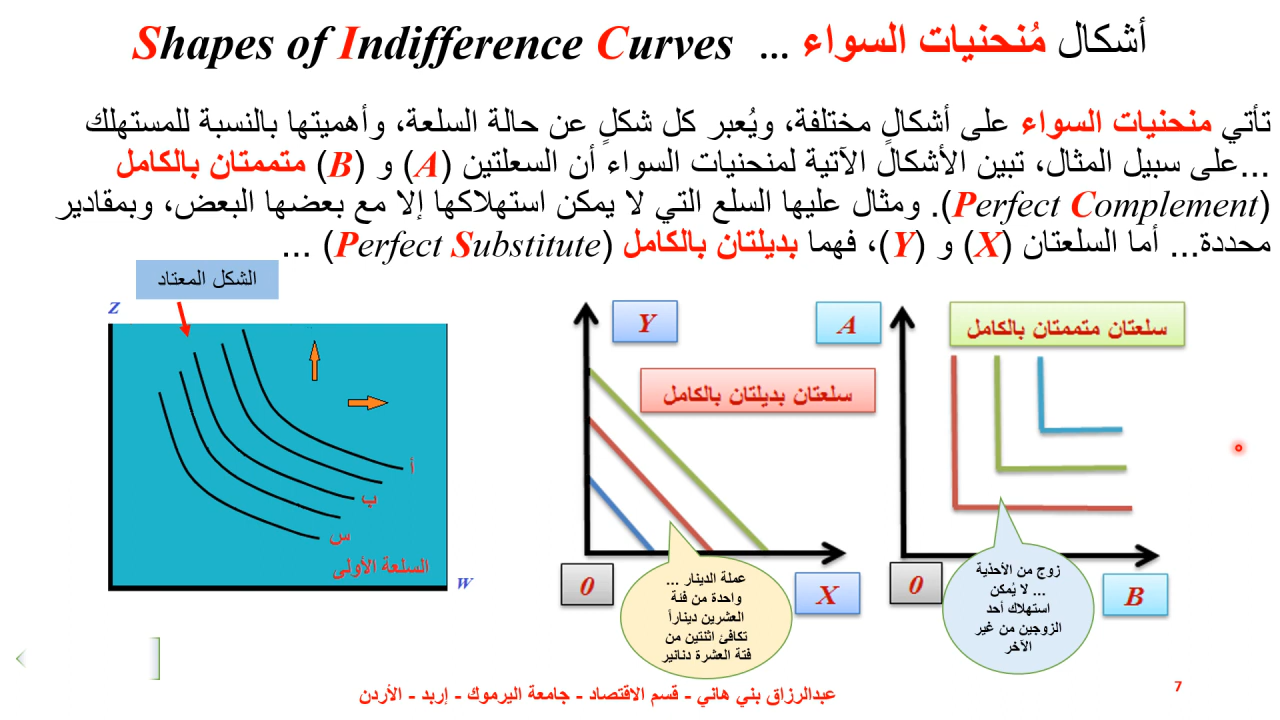 أشكال مُنحنيات السواء ... Shapes of Indifference Curves
تأتي منحنيات السواء على أشكالٍ مختلفة، ويُعبر كل شكلٍ عن حالة السلعة، وأهميتها بالنسبة للمستهلك
...على سبيل المثال، تبين الأشكال الآتية لمنحنيات السواء أن السعلتين (A) و (B) متممتان بالكامل
(Perfect Complement). ومثال عليها السلع التي لا يمكن استهلاكها إلا مع بعضها البعض، وبمقادير
محددة... أما السلعتان (X) و (Y)، فهما بديلتان بالكامل (Perfect Substitute) ...
الشكل المعتاد
Z
أ
ب
س
السلعة الأولى
W
Y
سلعتان بديلتان بالكامل
0
X
عملة الدينار ...
واحدة من فئة
العشرين ديناراً
تكافئ اثنتين من
فتة العشرة دنانير
A
سلعتان متممتان بالكامل
0
B
زوج من الأحذية
... لا يُمكن
استهلاك أحد
الزوجين من غير
الآخر
عبدالرزاق بني هاني - قسم الاقتصاد - جامعة اليرموك - إربد - الأردن
7